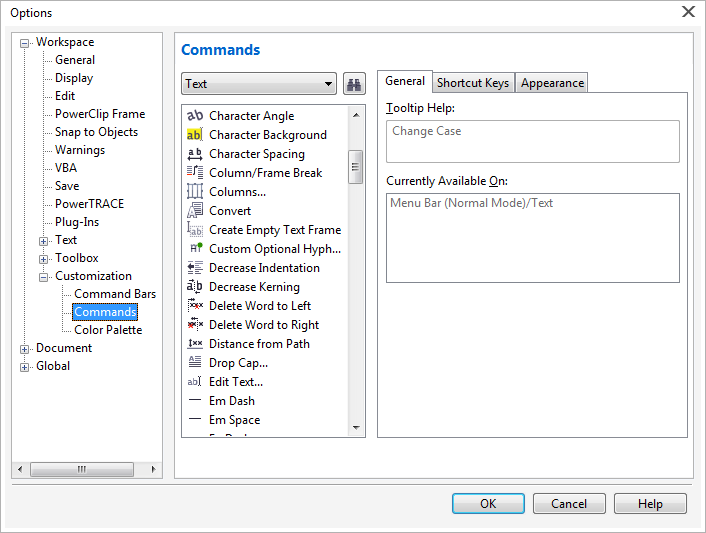 Options
Workspace
General
Display
Edit
PowerClip Frame
Snap to Objects
Warnings
VBA
Save
PowerTRACE
Plug-Ins
Text
Toolbox
Customization
Command Bars
Commands
Color Palette
Document
Global
Commands
Text
Character Angle
Character Background
Character Spacing
Column/Frame Break
Columns...
Convert
Create Empty Text Frame
Custom Optional Hyph...
Decrease Indentation
Decrease Kerning
Delete Word to Left
Delete Word to Right
Distance from Path
Drop Cap...
Edit Text...
Em Dash
Em Space
General
Shortcut Keys
Appearance
Tooltip Help:
Change Case
Currently Available On:
Menu Bar (Normal Mode)/Text
OK
Cancel
Help